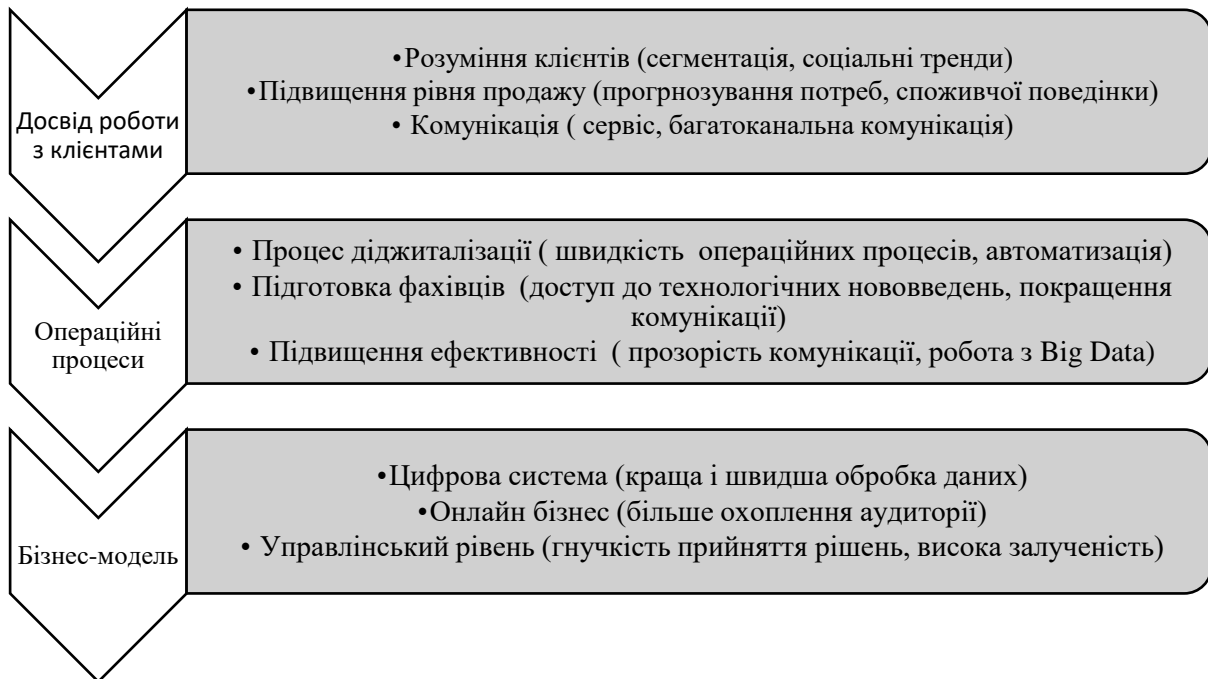 Досвід роботи
з клієнтами
•Розуміння клієнтів (сегментація, соціальні тренди)
•Підвищення рівня продажу (прогрнозування потреб, споживчої поведінки)
• Комунікація ( сервіс, багатоканальна комунікація)
Операційні
процеси
• Процес діджиталізації ( швидкість операційних процесів, автоматизація)
• Підготовка фахівців (доступ до технологічних нововведень, покращення
комунікації)
• Підвищення ефективності ( прозорість комунікації, робота з Big Data)
Бізнес-модель
•Цифрова система (краща і швидша обробка даних)
•Онлайн бізнес (більше охоплення аудиторії)
• Управлінський рівень (гнучкість прийняття рішень, висока залученість)